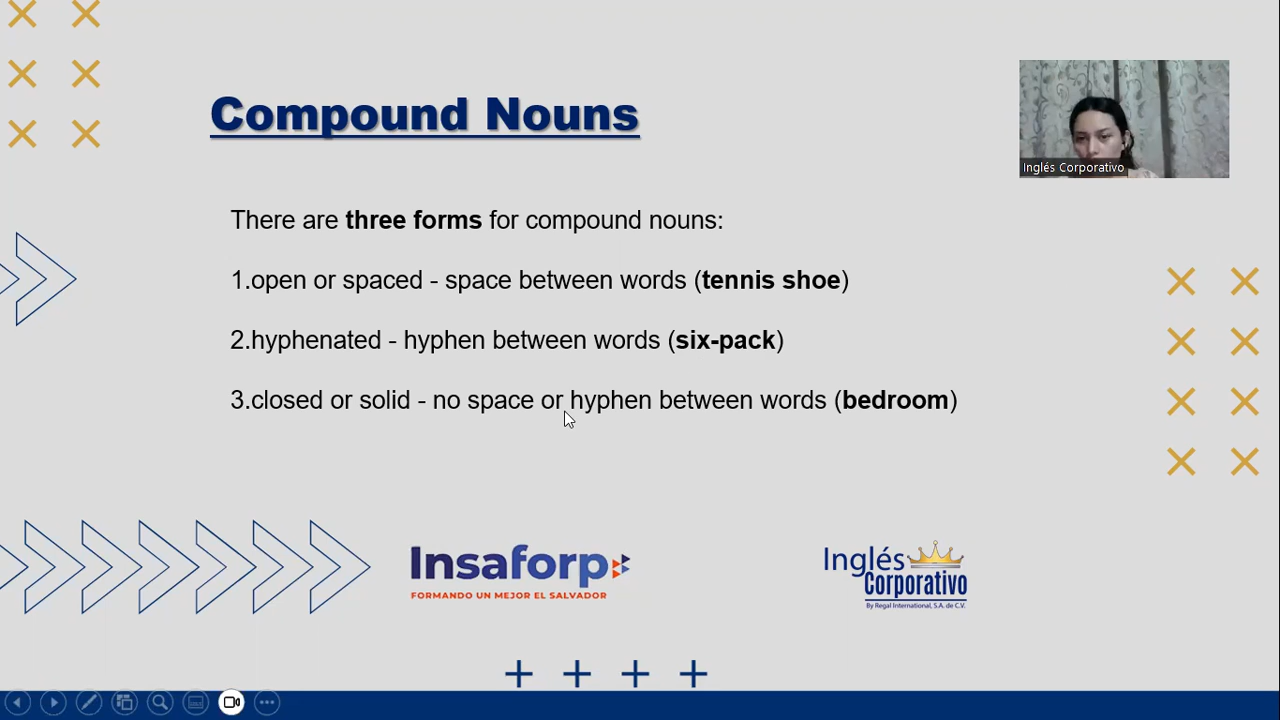 Compound Nouns
Inglés Corporativo
There are three forms for compound nouns:
1.open or spaced - space between words (tennis shoe)
2.hyphenated - hyphen between words (six-pack)
3.closed or solid - no space or hyphen between words (bedroom)
Insaforp
FORMANDO UN MEJOR EL SALVADOR
Inglés
Corporativo
By Regal International, S.A. de C.V.